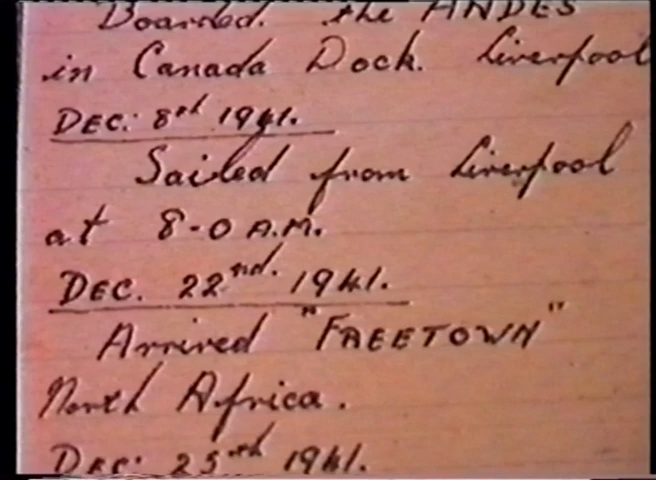 Boarded. the ANDES
in Canada Dock. Liverpool
DEC: 8th 1941.
Sailed from Liverpool
at 8-0 A.M.
DEC. 22nd. 1941.
Arrived "FREETOWN"
North Africa.
DEC: 25th 1941.